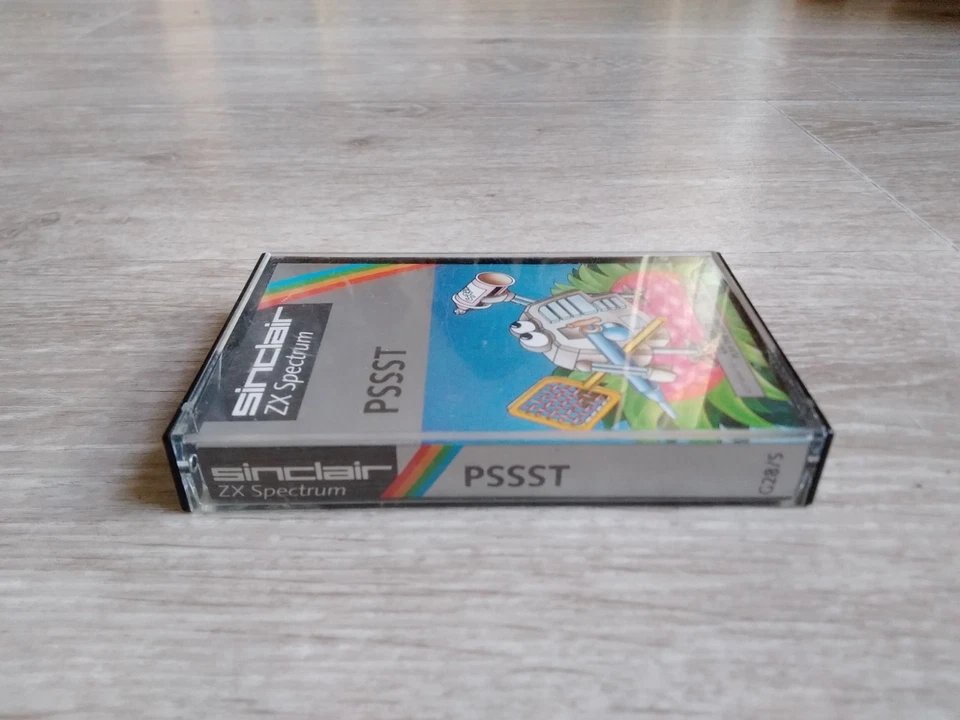 sinclair
ZX Spectrum
PSSST
sinclair
ZX Spectrum
PSSST
G28/S